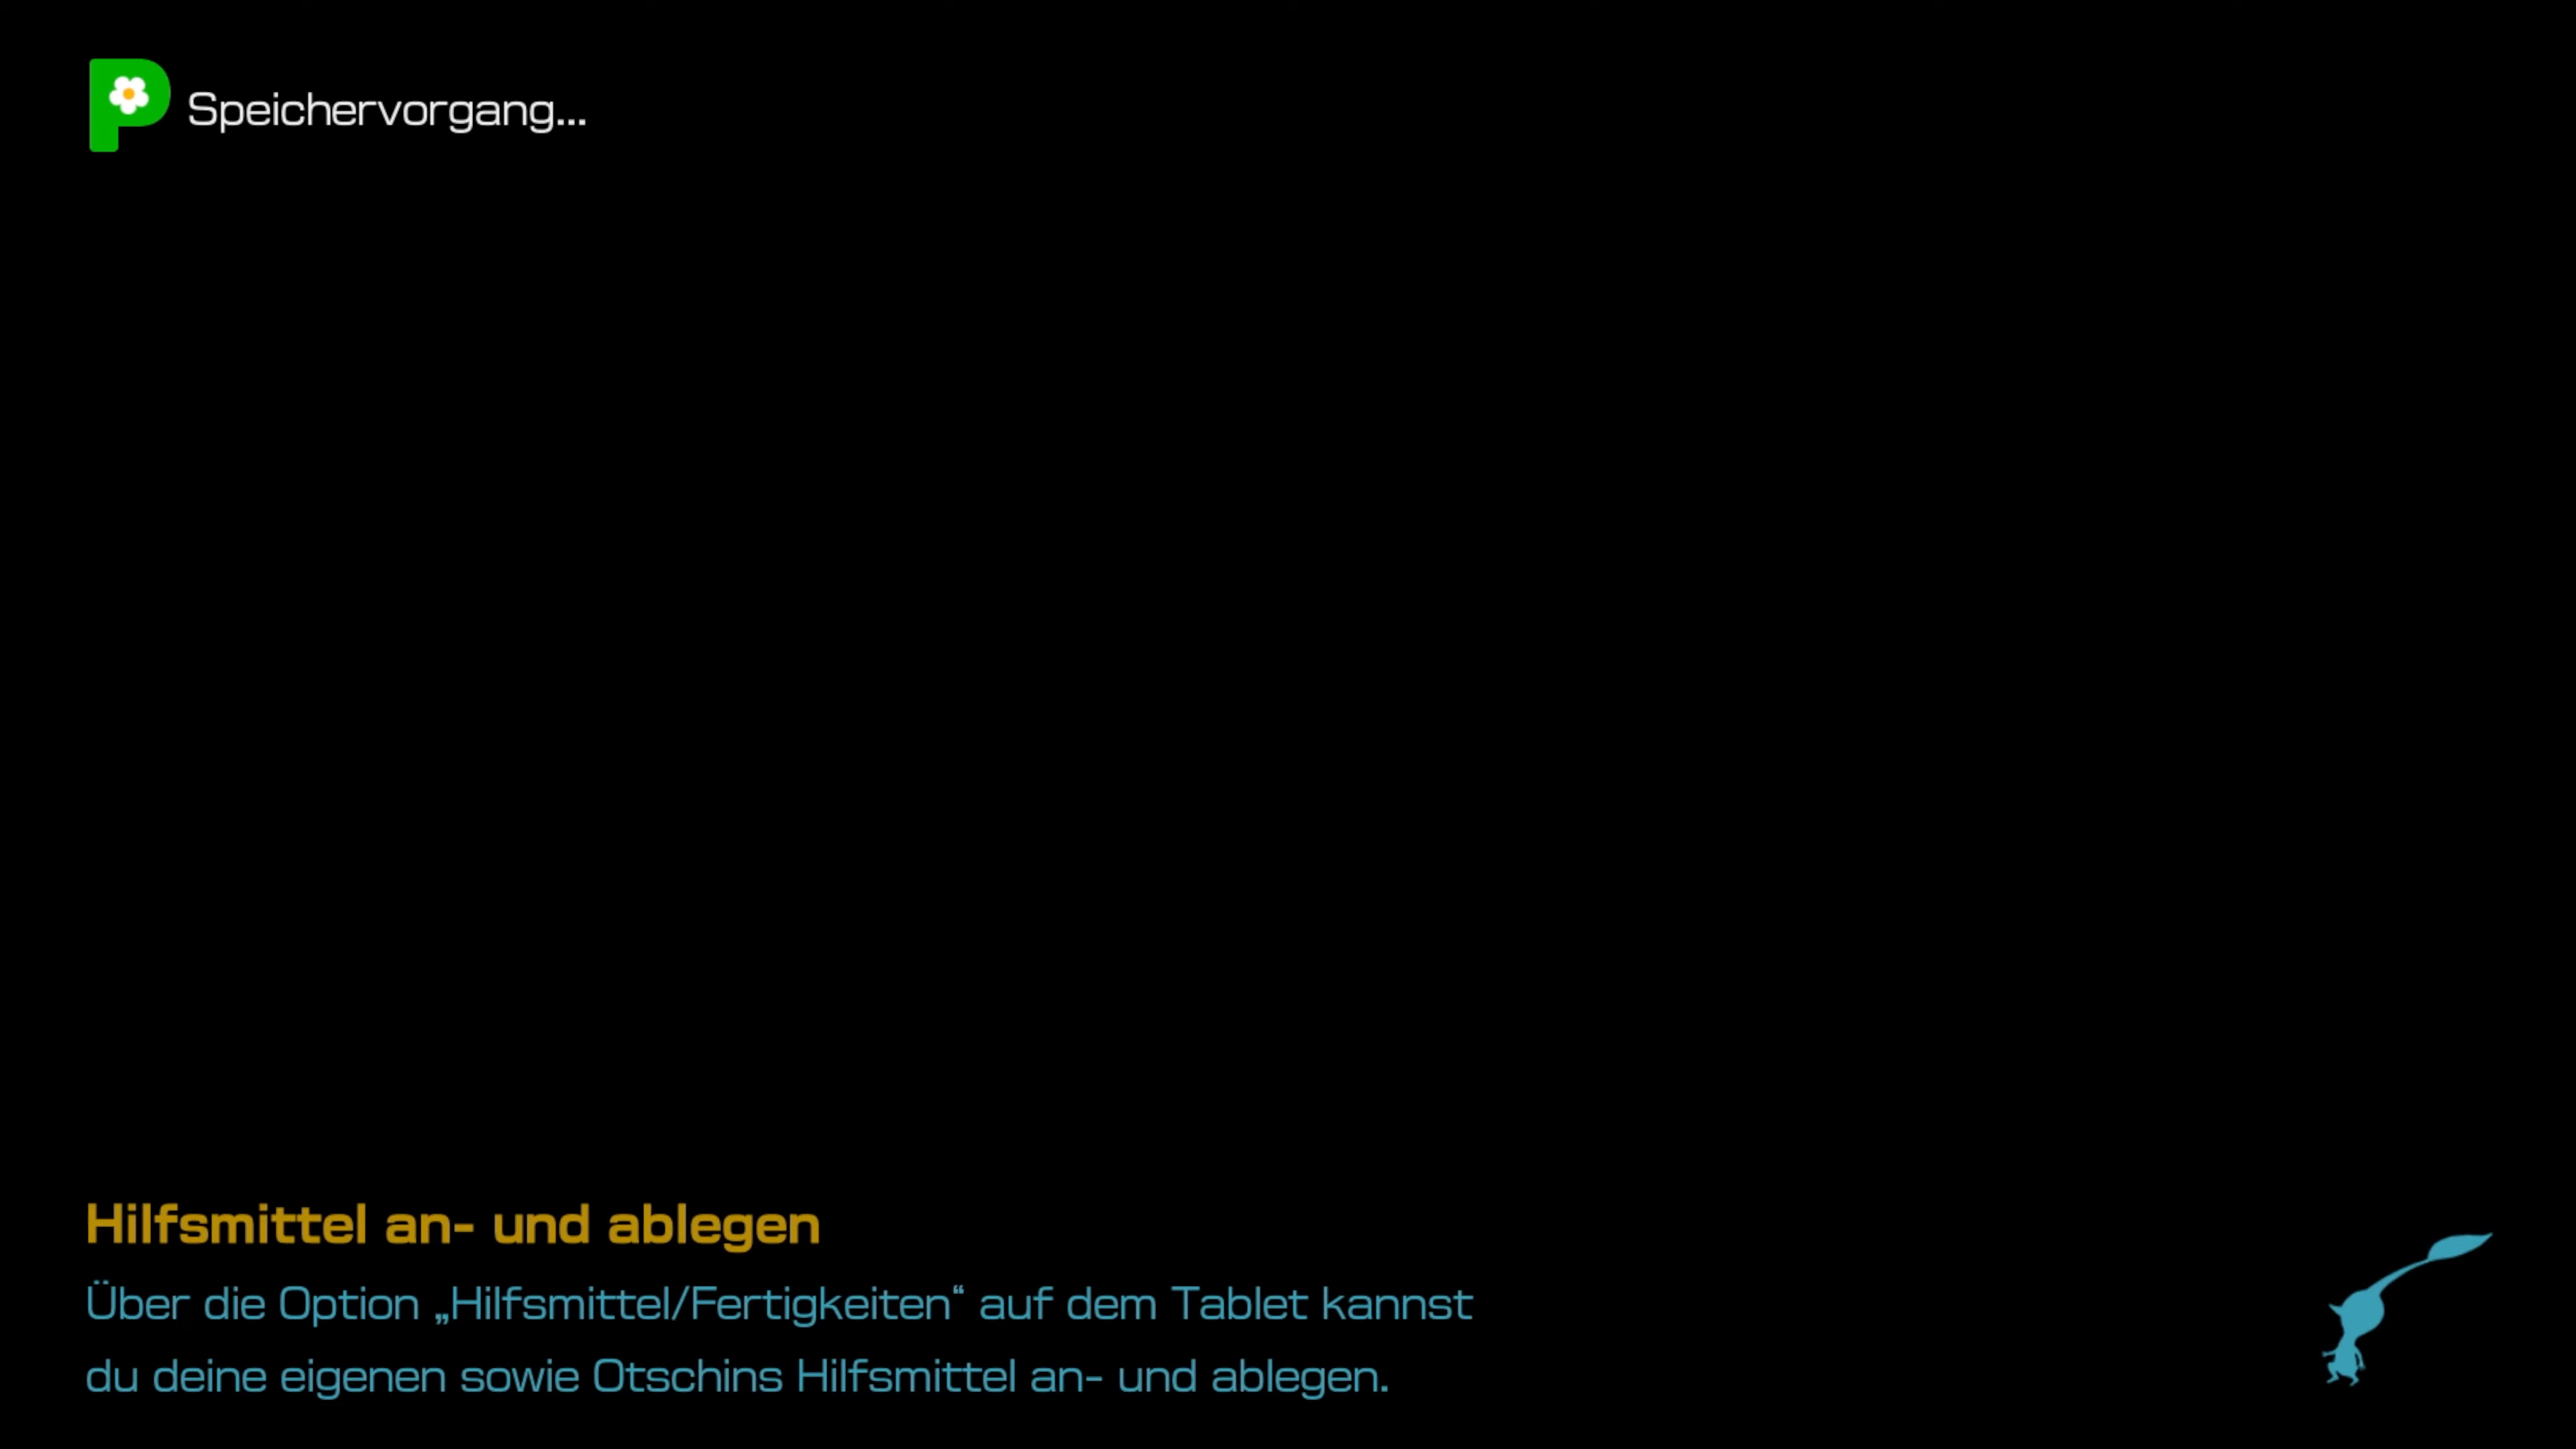 Speichervorgang...
Hilfsmittel an- und ablegen
Über die Option „Hilfsmittel/Fertigkeiten“ auf dem Tablet kannst
du deine eigenen sowie Otschins Hilfsmittel an- und ablegen.